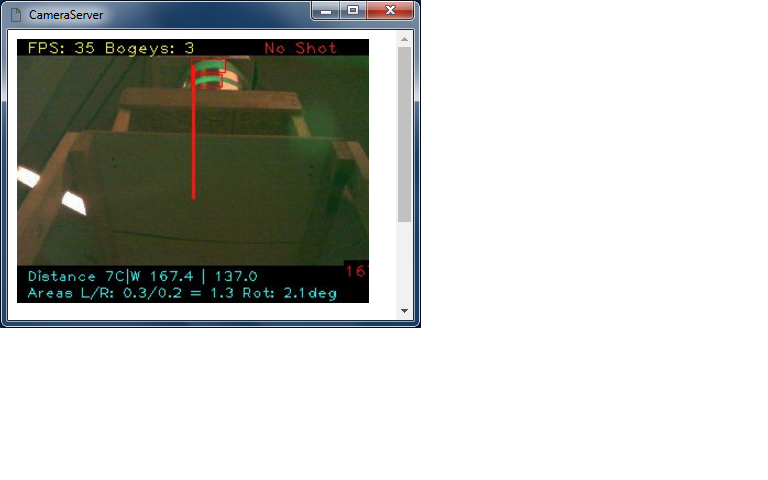 CameraServer
FPS: 35 Bogeys: 3 No Shot
16
Distance 7C|W 167.4 | 137.0
Areas L/R: 0.3/0.2 = 1.3 Rot: 2.1deg